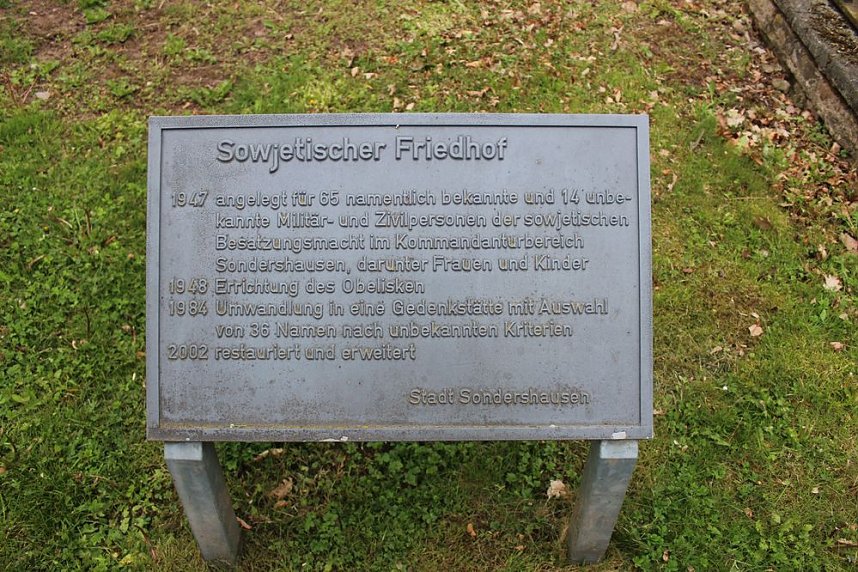 Sowjetischer Friedhof
1947 angelegt für 65 namentlich bekannte und 14 unbe-
kannte Militär- und Zivilpersonen der sowjetischen
Besatzungsmacht im Kommandanturbereich
Sondershausen, darunter Frauen und Kinder
1948 Errichtung des Obelisken
1984 Umwandlung in eine Gedenkstätte mit Auswahl
von 36 Namen nach unbekannten Kriterien
2002 restauriert und erweitert
Stadt Sondershausen